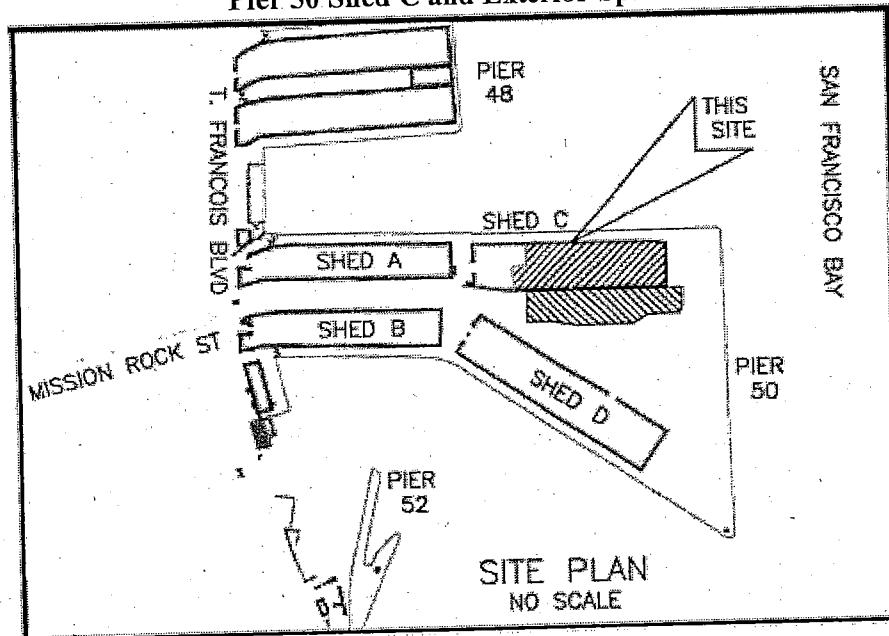 PIER
48
THIS
SITE
SAN FRANCISCO BAY
T. FRANCOIS BLVD
SHED C
SHED A
SHED B
MISSION ROCK ST
SHED D
PIER
50
PIER
52
SITE PLAN
NO SCALE